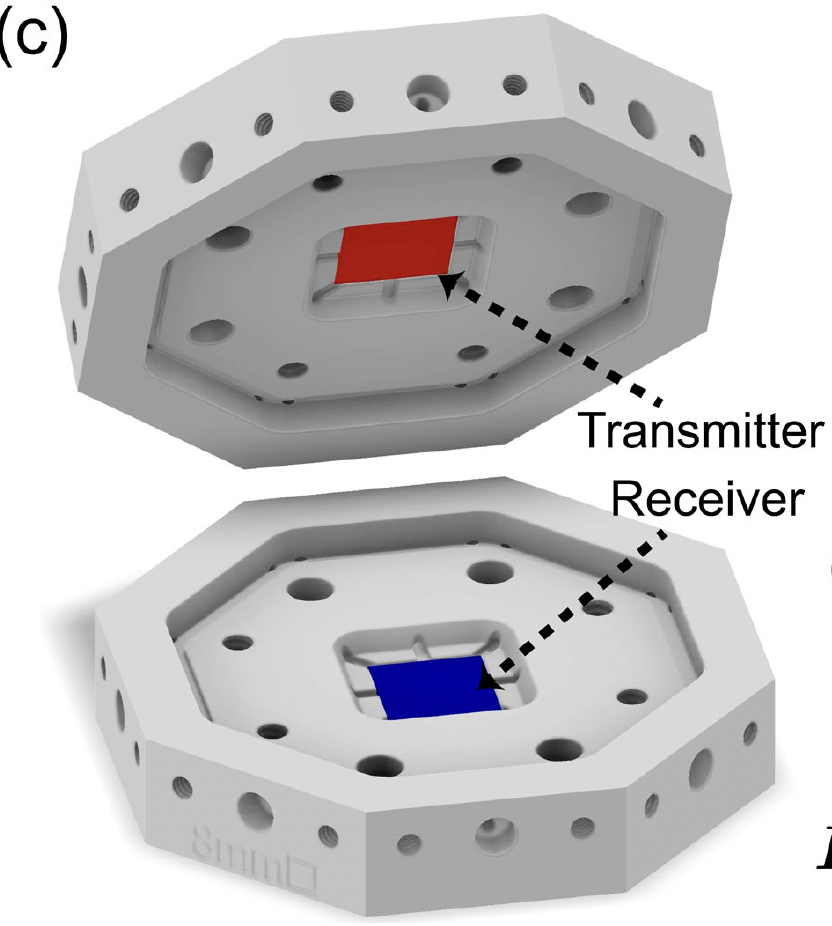 (c)
Transmitter
Receiver
8mm□